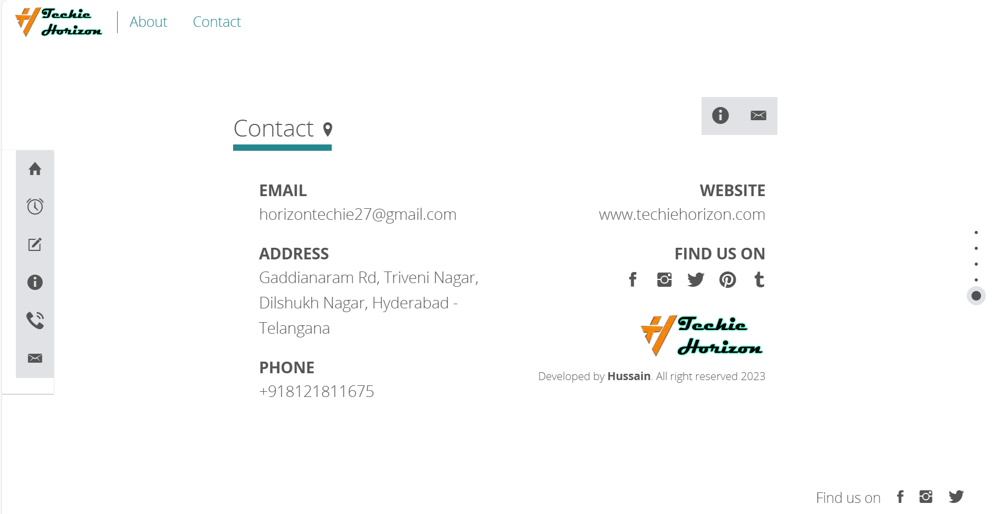 Techie
Horizon
About
Contact
Contact
EMAIL
horizontechie27@gmail.com
ADDRESS
Gaddianaram Rd, Triveni Nagar,
Dilshukh Nagar, Hyderabad -
Telangana
PHONE
+918121811675
WEBSITE
www.techiehorizon.com
FIND US ON
Techie
Horizon
Developed by Hussain. All right reserved 2023
Find us on